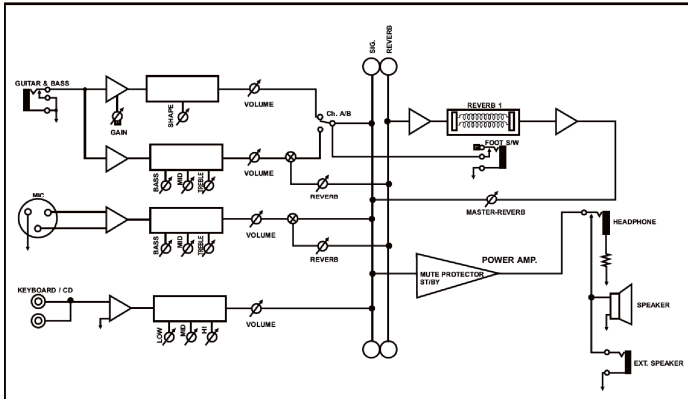 SIG.
REVERB
GUITAR & BASS
GAIN
SHAPE
VOLUME
Ch. A/B
REVERB 1
FOOT S/W
BASS
MID
TREBLE
VOLUME
REVERB
MASTER-REVERB
MIC
BASS
MID
TREBLE
VOLUME
REVERB
HEADPHONE
POWER AMP.
MUTE PROTECTOR
ST/BY
SPEAKER
KEYBOARD / CD
LOW
MID
HI
VOLUME
EXT. SPEAKER